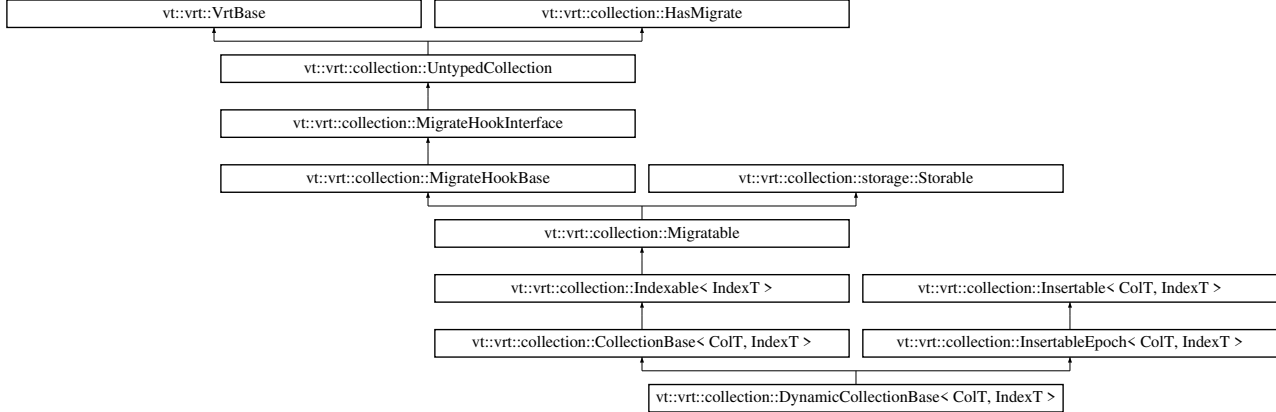 vt::vrt::VrtBase
vt::vrt::collection::HasMigrate
vt::vrt::collection::UntypedCollection
vt::vrt::collection::MigrateHookInterface
vt::vrt::collection::MigrateHookBase
vt::vrt::collection::storage::Storable
vt::vrt::collection::Migratable
vt::vrt::collection::Indexable< IndexT >
vt::vrt::collection::Insertable< ColT, IndexT >
vt::vrt::collection::CollectionBase< ColT, IndexT >
vt::vrt::collection::InsertableEpoch< ColT, IndexT >
vt::vrt::collection::DynamicCollectionBase< ColT, IndexT >